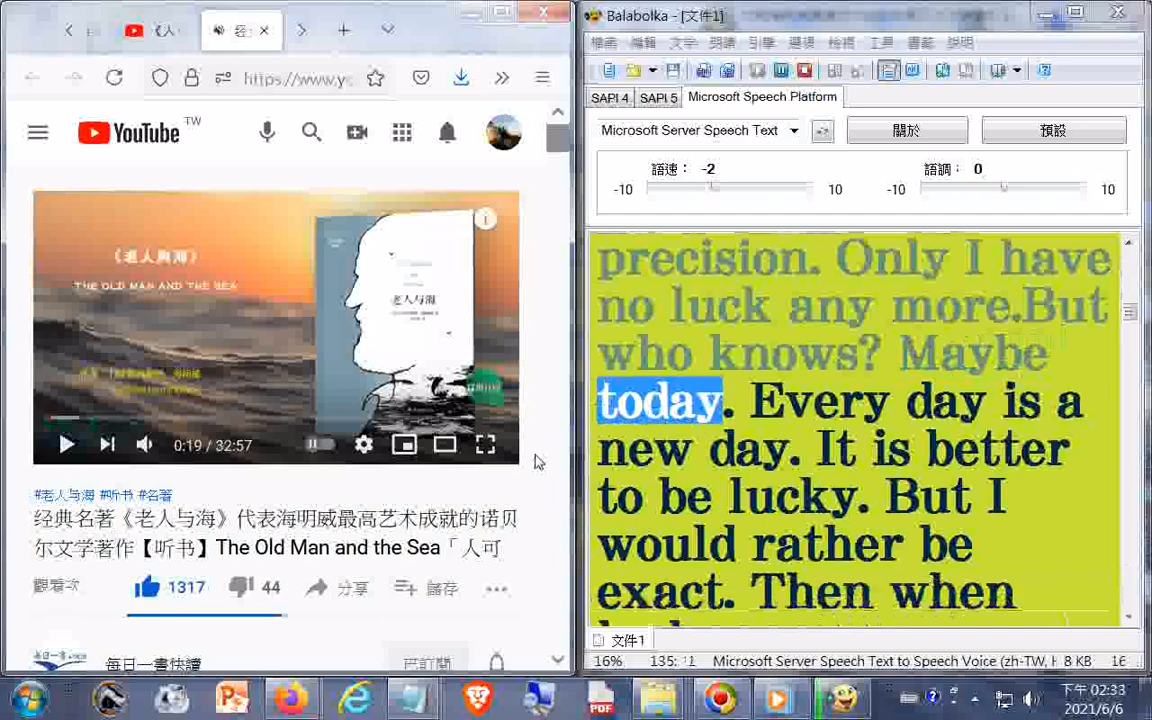 https://www.yo
YouTube TW
《老人與海》
THE OLD MAN AND THE SEA
老人与海
0:19 / 32:57
#老人与海 #听书 #名著
经典名著《老人与海》代表海明威最高艺术成就的诺贝
尔文学著作【听书】The Old Man and the Sea「人可
觀看次
1317
44
分享
儲存
每日一書快讀
已訂閱
Balabolka - [文件1]
檔案 編輯 文字 朗讀 引擎 選項 檢視 工具 書籤 說明
SAPI 4 SAPI 5 Microsoft Speech Platform
Microsoft Server Speech Text
關於
預設
語速： -2
語調： 0
-10
10
-10
10
precision. Only I have
no luck any more.But
who knows? Maybe
today. Every day is a
new day. It is better
to be lucky. But I
would rather be
exact. Then when
文件1
16%
Microsoft Server Speech Text to Speech Voice (zh-TW, H
8 KB
16
PDF
下午 02:33
2021/6/6